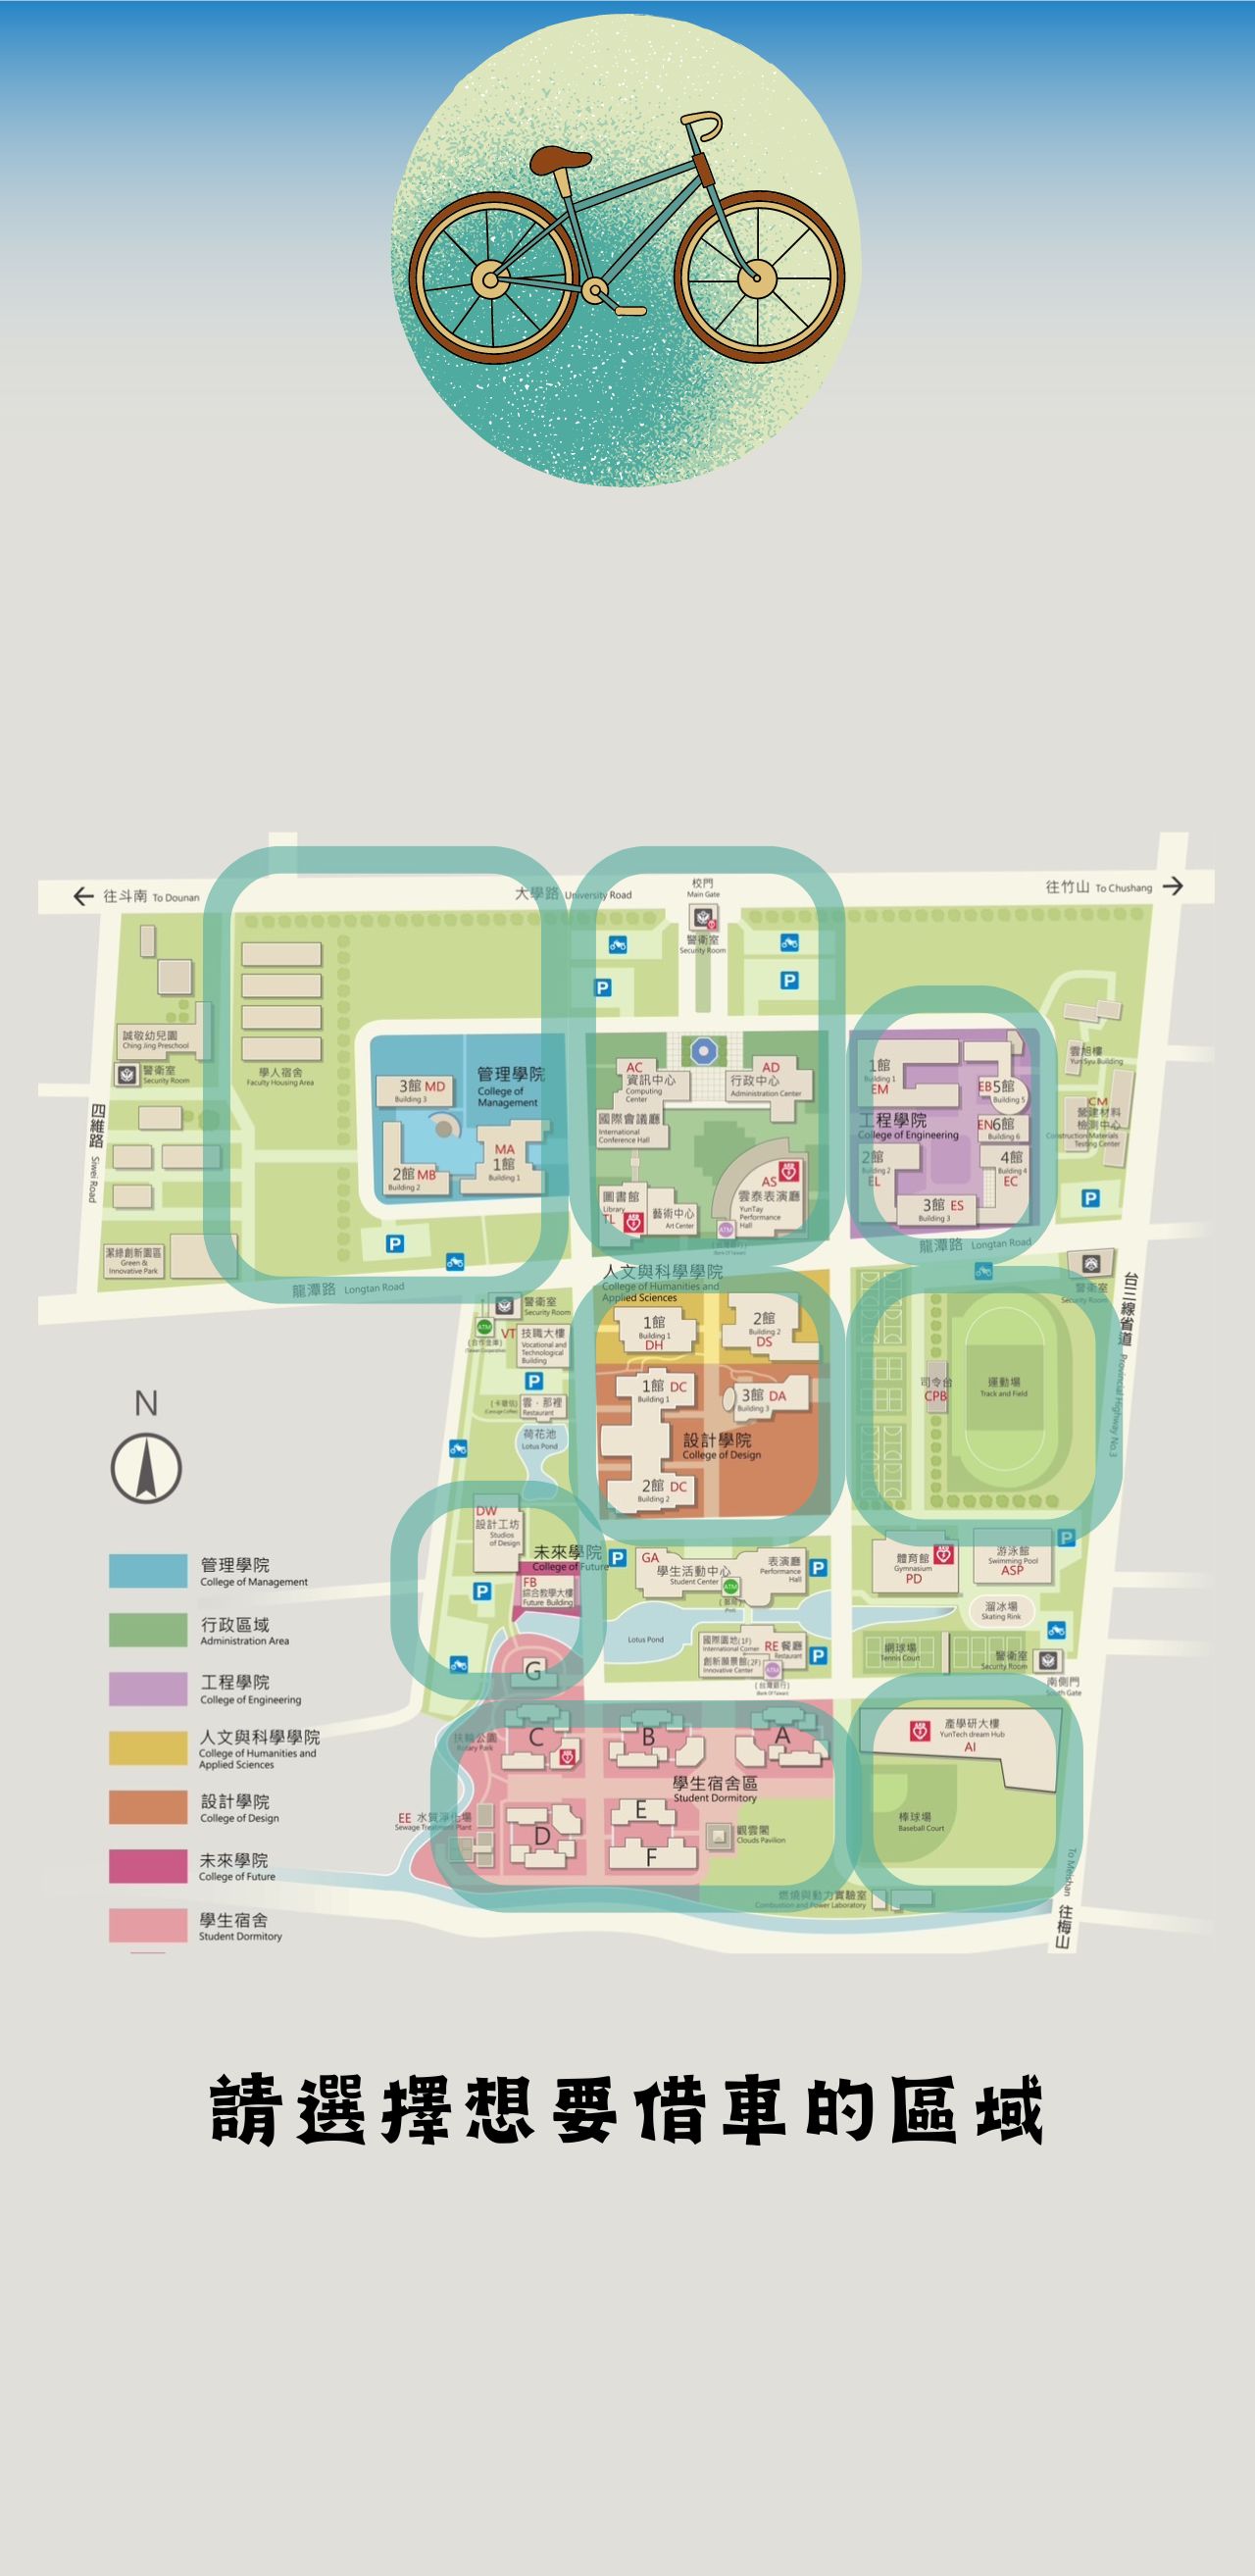 校門
Main Gate
往斗南 To Dounan
大學路 University Road
往竹山 To Chushang
警衛室
Security Room
P
P
誠敬幼兒園
Ching Jing Preschool
警衛室
Security Room
學人宿舍
Faculty Housing Area
四維路 Siwei Road
潔綠創新園區
Green &
Innovative Park
管理學院
College of
Management
3館 MD
Building 3
MA
1館
Building 1
2館 MB
Building 2
P
龍潭路 Longtan Road
AC
資訊中心
Computing
Center
AD
行政中心
Administration Center
國際會議廳
International
Conference Hall
圖書館
Library
TL
AED
藝術中心
Art Center
AED
AS
雲泰表演廳
YunTay
Performance
Hall
ATM
1館
Building 1
EM
EB 5館
Building 5
工程學院
College of Engineering
EN 6館
Building 6
2館
Building 2
EL
4館
Building 4
EC
3館 ES
Building 3
龍潭路 Longtan Road
雲旭樓
Yun Syu Building
CM
營建材料
檢測中心
Construction Materials
Testing Center
P
警衛室
Security Room
台三線省道 Provincial Highway No.3
警衛室
Security Room
ATM
VT 技職大樓
Vocational and
Technological
Building
P
雲·那裡
Restaurant
荷花池
Lotus Pond
人文與科學學院
College of Humanities and
Applied Sciences
1館
Building 1
DH
2館
Building 2
DS
1館 DC
Building 1
3館 DA
Building 3
設計學院
College of Design
2館 DC
Building 2
司令台
CPB
運動場
Track and Field
N
DW
設計工坊
Studios
of Design
未來學院
College of Future
P
FB
綜合教學大樓
Future Building
P
GA
學生活動中心
Student Center
ATM
表演廳
Performance
Hall
P
體育館
Gymnasium
PD
AED
游泳館
Swimming Pool
ASP
P
溜冰場
Skating Rink
Lotus Pond
國際園地(1F)
International Corner
創新願景館(2F)
Innovative Center
RE 餐廳
Restaurant
ATM
P
網球場
Tennis Court
警衛室
Security Room
南側門
South Gate
G
扶輪公園
Rotary Park
C
AED
B
A
學生宿舍區
Student Dormitory
EE 水質淨化場
Sewage Treatment Plant
D
E
F
觀雲閣
Clouds Pavilion
AED
產學研大樓
YunTech dream Hub
AI
棒球場
Baseball Court
燃燒與動力實驗室
Combustion and Power Laboratory
To Meishan 往梅山
管理學院
College of Management
行政區域
Administration Area
工程學院
College of Engineering
人文與科學學院
College of Humanities and
Applied Sciences
設計學院
College of Design
未來學院
College of Future
學生宿舍
Student Dormitory
請選擇想要借車的區域